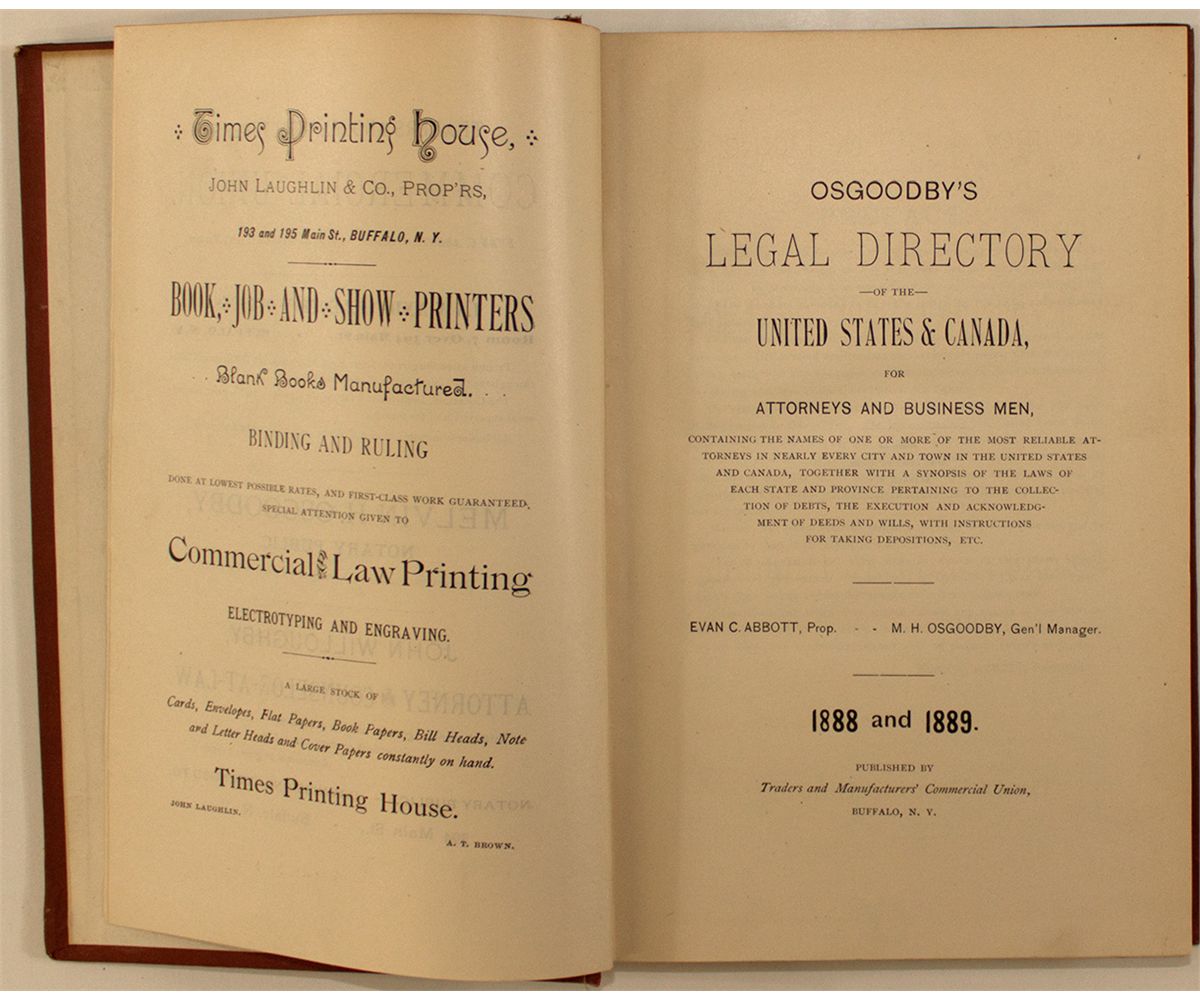 Times Printing House,
JOHN LAUGHLIN & CO., PROP'RS,
193 and 195 Main St., BUFFALO, N. Y.
BOOK, JOB AND SHOW PRINTERS
Blank Books Manufactured.
BINDING AND RULING
DONE AT LOWEST POSSIBLE RATES, AND FIRST-CLASS WORK GUARANTEED.
SPECIAL ATTENTION GIVEN TO
Commercial and Law Printing
ELECTROTYPING AND ENGRAVING.
A LARGE STOCK OF
Cards, Envelopes, Flat Papers, Book Papers, Bill Heads, Note
and Letter Heads and Cover Papers constantly on hand.
Times Printing House.
JOHN LAUGHLIN.
A. T. BROWN.
OSGOODBY'S
LEGAL DIRECTORY
—OF THE—
UNITED STATES & CANADA,
FOR
ATTORNEYS AND BUSINESS MEN,
CONTAINING THE NAMES OF ONE OR MORE OF THE MOST RELIABLE AT-
TORNEYS IN NEARLY EVERY CITY AND TOWN IN THE UNITED STATES
AND CANADA, TOGETHER WITH A SYNOPSIS OF THE LAWS OF
EACH STATE AND PROVINCE PERTAINING TO THE COLLEC-
TION OF DEBTS, THE EXECUTION AND ACKNOWLEDG-
MENT OF DEEDS AND WILLS, WITH INSTRUCTIONS
FOR TAKING DEPOSITIONS, ETC.
EVAN C. ABBOTT, Prop. - - M. H. OSGOODBY, Gen'l Manager.
1888 and 1889.
PUBLISHED BY
Traders and Manufacturers' Commercial Union,
BUFFALO, N. Y.